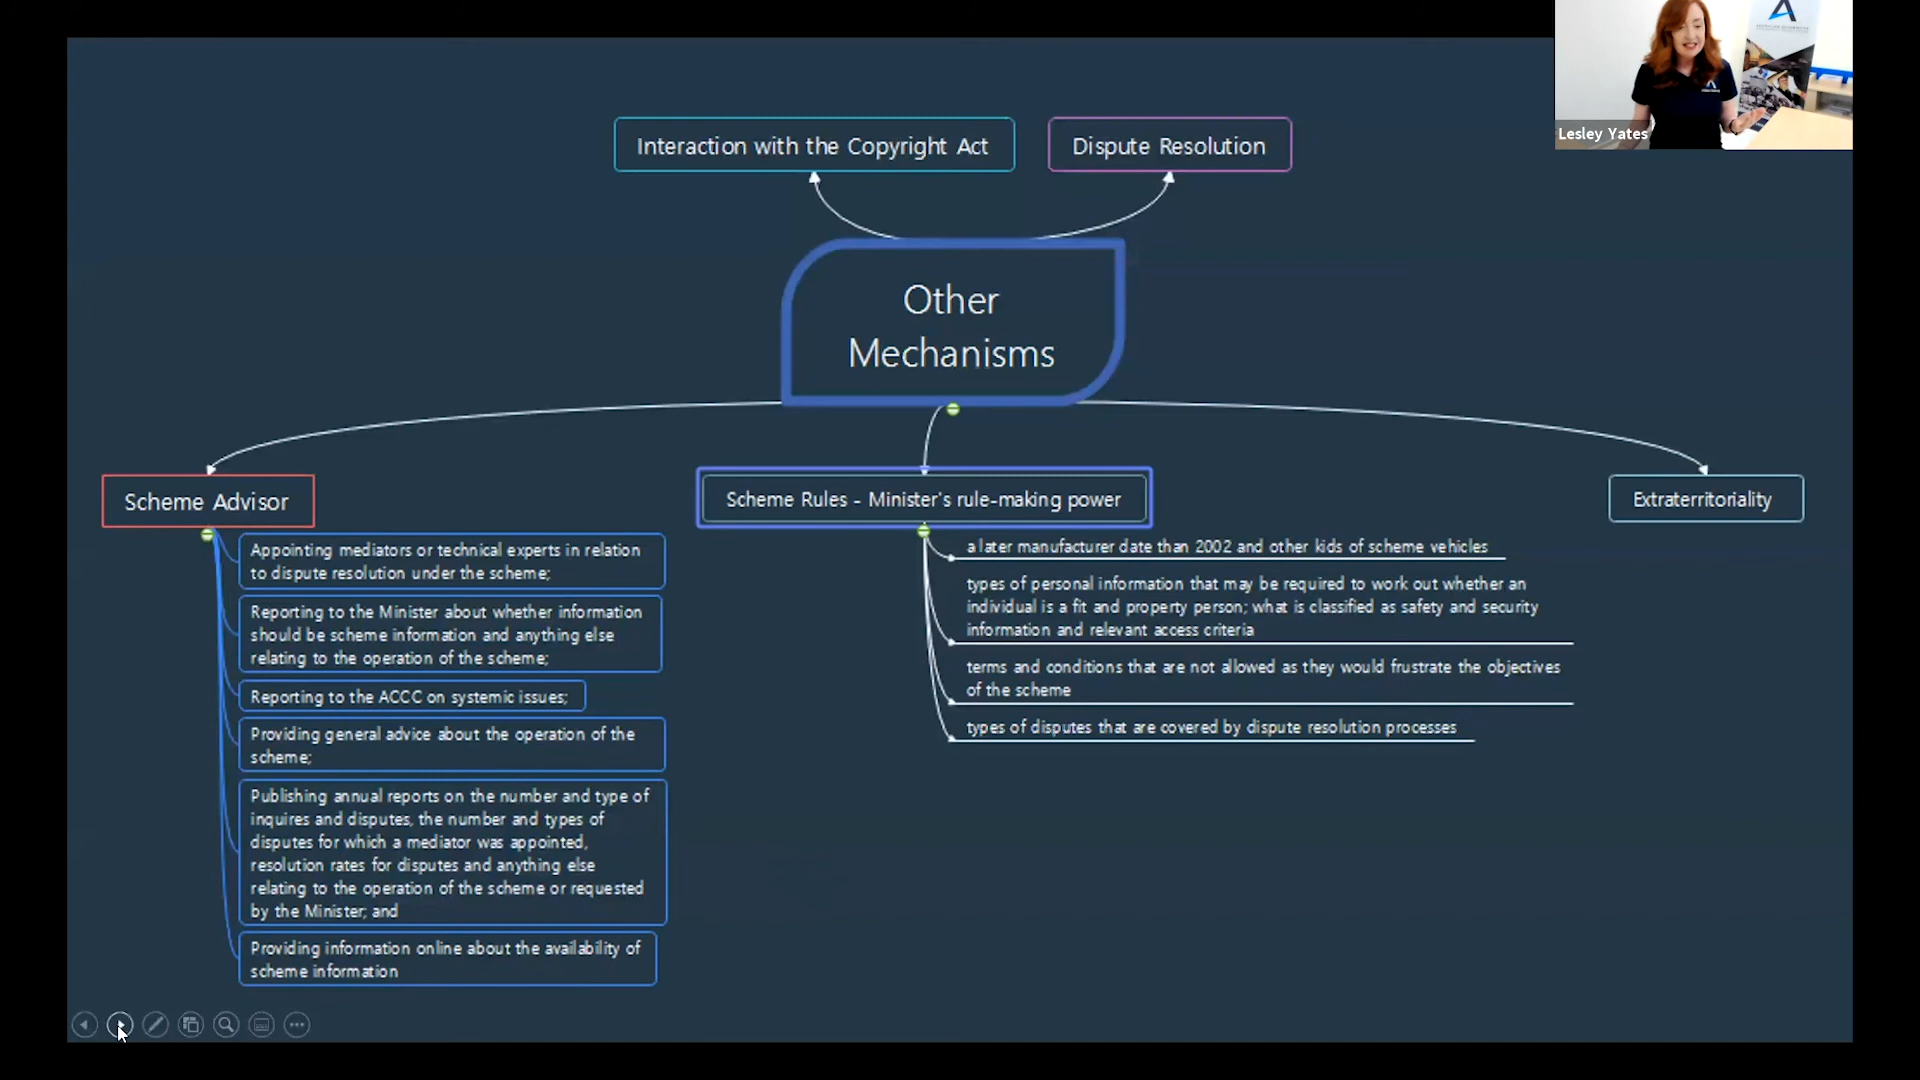 Lesley Yates
Interaction with the Copyright Act
Dispute Resolution
Other
Mechanisms
Scheme Advisor
Appointing mediators or technical experts in relation
to dispute resolution under the scheme;
Reporting to the Minister about whether information
should be scheme information and anything else
relating to the operation of the scheme;
Reporting to the ACCC on systemic issues;
Providing general advice about the operation of the
scheme;
Publishing annual reports on the number and type of
inquires and disputes, the number and types of
disputes for which a mediator was appointed,
resolution rates for disputes and anything else
relating to the operation of the scheme or requested
by the Minister; and
Providing information online about the availability of
scheme information
Scheme Rules - Minister's rule-making power
a later manufacturer date than 2002 and other kids of scheme vehicles
types of personal information that may be required to work out whether an
individual is a fit and property person; what is classified as safety and security
information and relevant access criteria
terms and conditions that are not allowed as they would frustrate the objectives
of the scheme
types of disputes that are covered by dispute resolution processes
Extraterritoriality